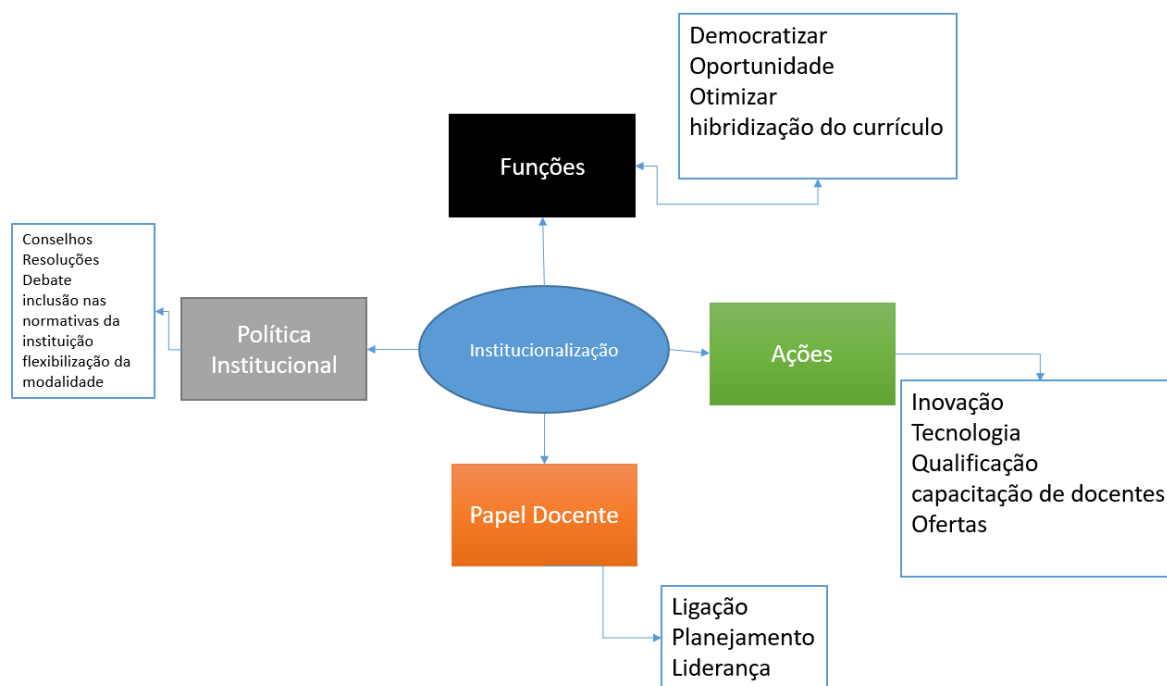 Democratizar
Oportunidade
Otimizar
hibridização do currículo
Funções
Conselhos
Resoluções
Debate
inclusão nas
normativas da
instituição
flexibilização da
modalidade
Política
Institucional
Institucionalização
Ações
Inovação
Tecnologia
Qualificação
capacitação de docentes
Ofertas
Papel Docente
Ligação
Planejamento
Liderança